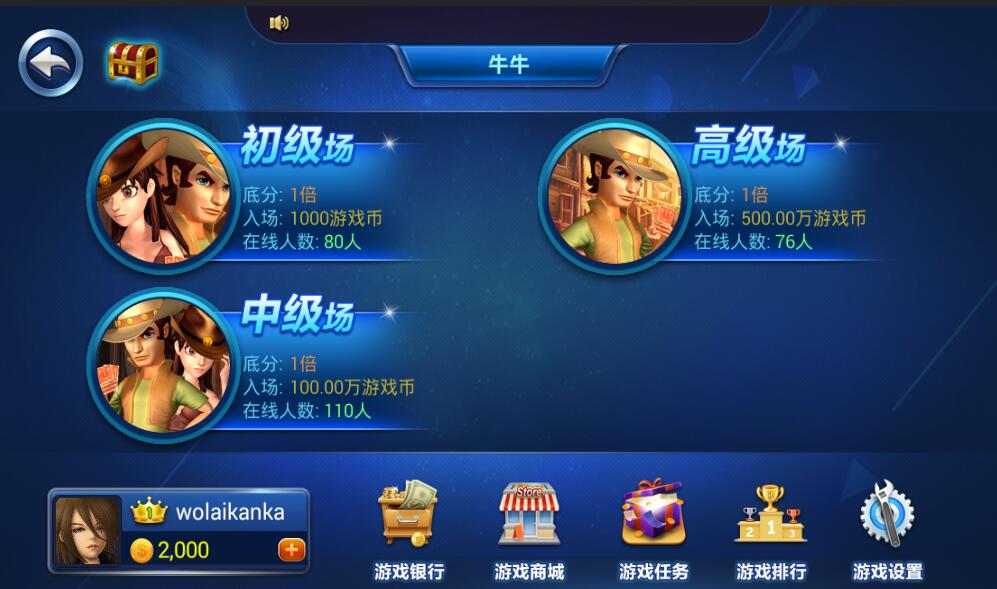 牛牛
初级场
底分: 1倍
入场: 1000游戏币
在线人数: 80人
高级场
底分: 1倍
入场: 500.00万游戏币
在线人数: 76人
中级场
底分: 1倍
入场: 100.00万游戏币
在线人数: 110人
1 wolaikanka
$ 2,000
Store
1
2 3
游戏银行 游戏商城 游戏任务 游戏排行 游戏设置